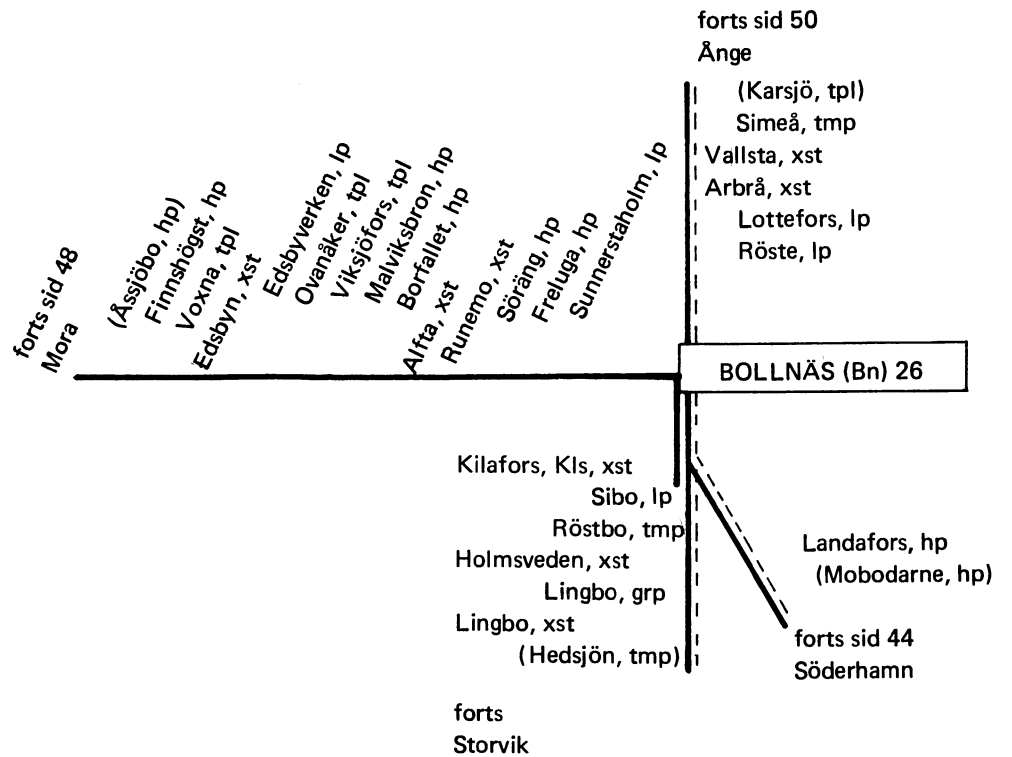 forts sid 50
Ånge
(Karsjö, tpl)
Simeå, tmp
Vallsta, xst
Arbrå, xst
Lottefors, lp
Röste, lp
forts sid 48
Mora
(Åssjöbo, hp)
Finnshögst, hp
Voxna, tpl
Edsbyn, xst
Edsbyverken, lp
Ovanåker, tpl
Viksjöfors, tpl
Malviksbron, hp
Borfallet, hp
Alfta, xst
Runemo, xst
Söräng, hp
Freluga, hp
Sunnerstaholm, lp
BOLLNÄS (Bn) 26
Kilafors, Kls, xst
Sibo, lp
Röstbo, tmp
Holmsveden, xst
Lingbo, grp
Lingbo, xst
(Hedsjön, tmp)
forts
Storvik
Landafors, hp
(Mobodarne, hp)
forts sid 44
Söderhamn